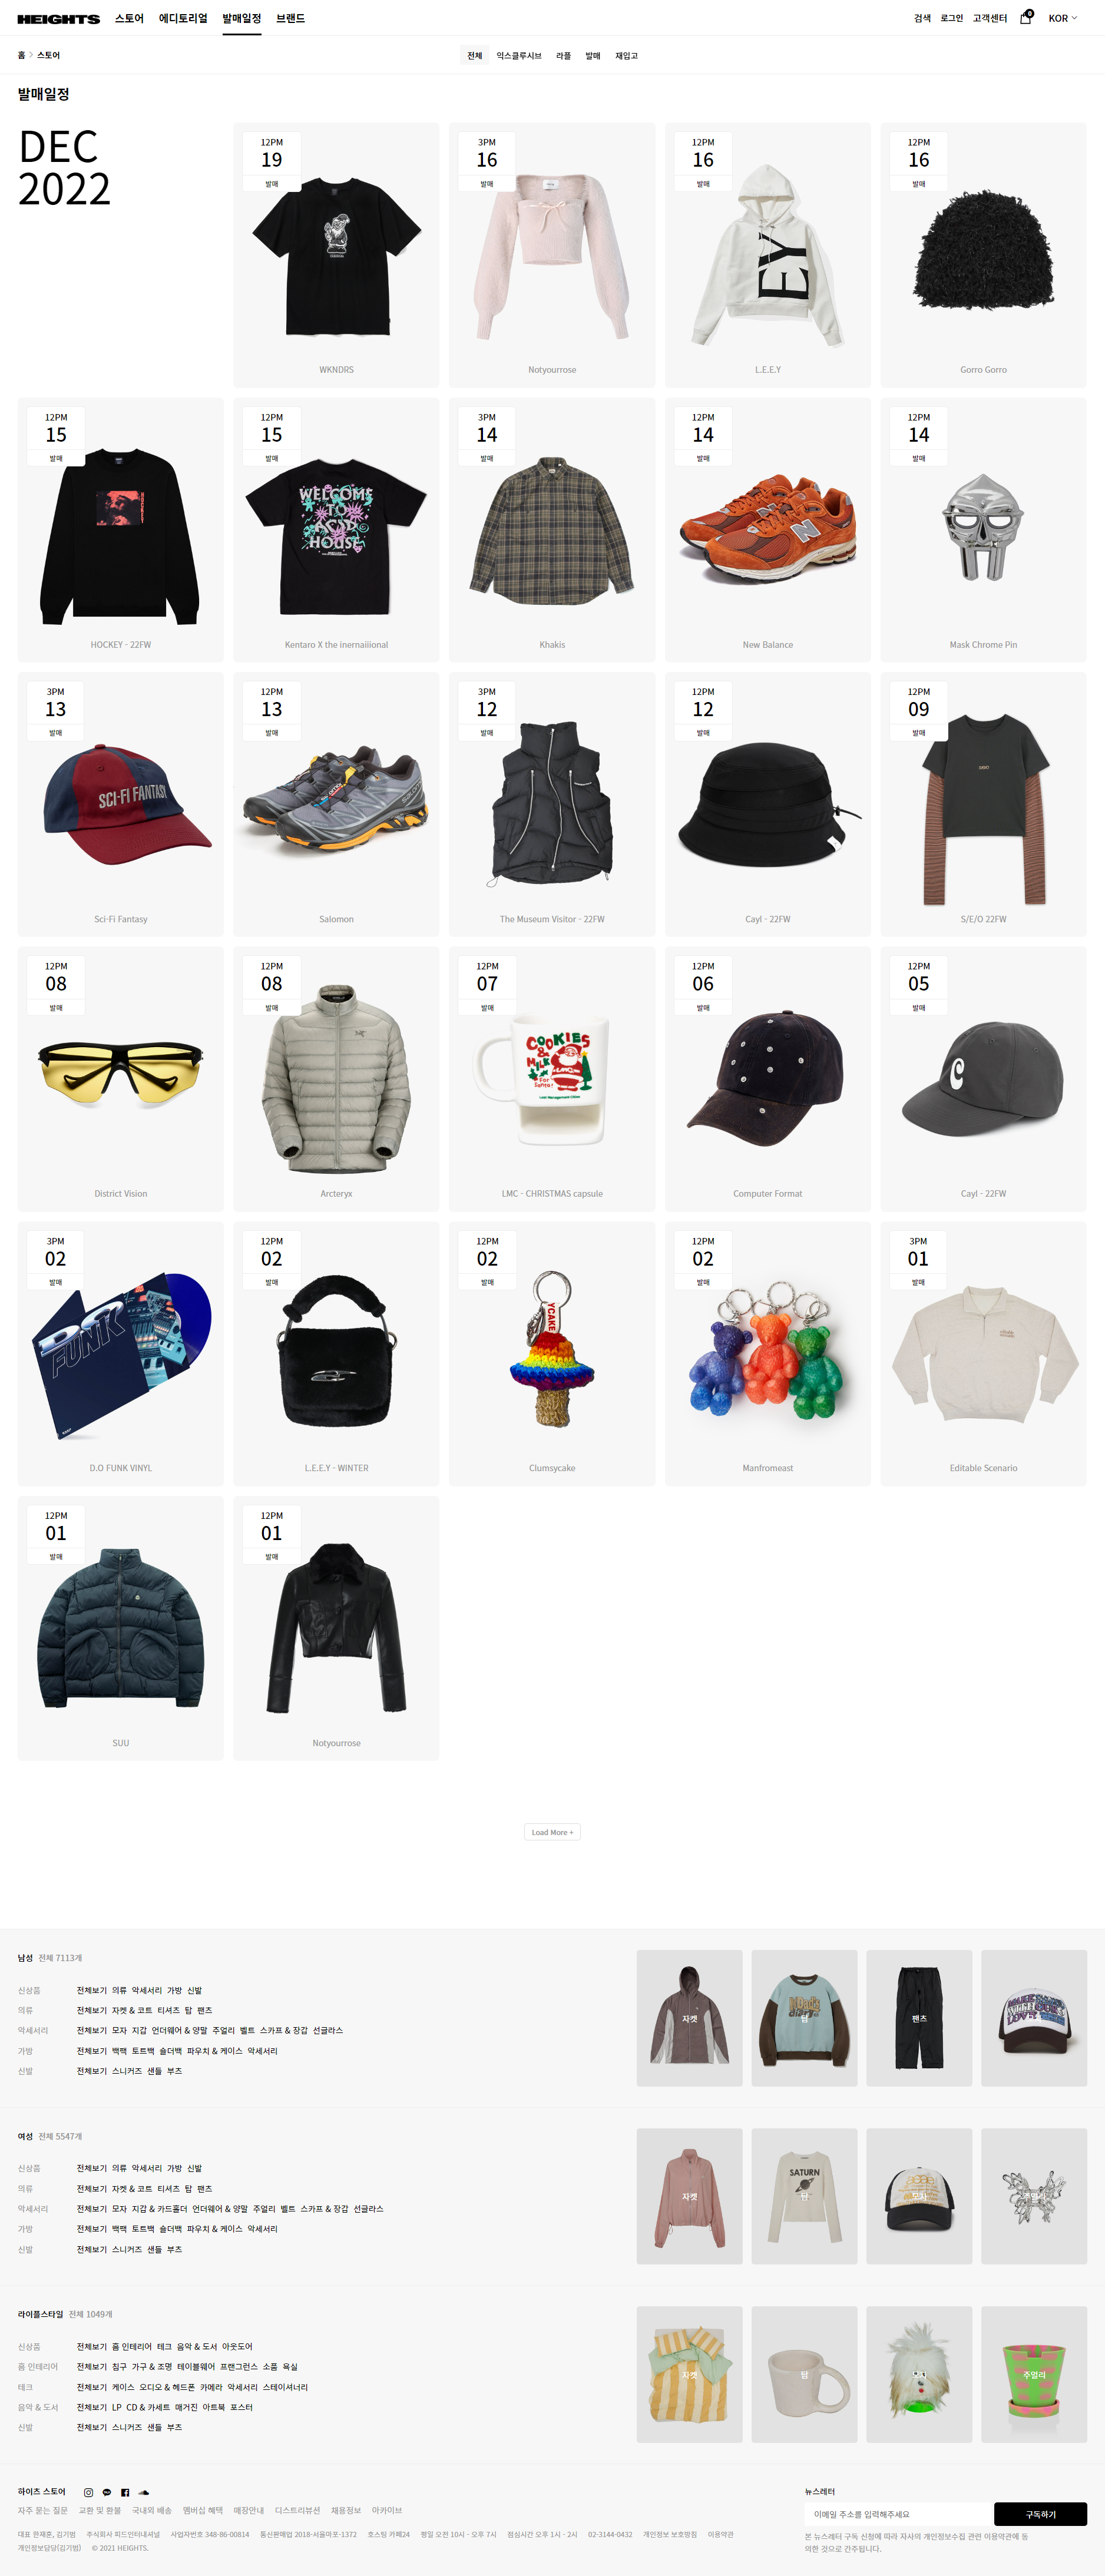 HEIGHTS 스토어 에디토리얼 발매일정 브랜드 검색 로그인 고객센터 0 KOR
홈 > 스토어 전체 익스클루시브 라플 발매 재입고
발매일정
DEC
2022
12PM
19
발매
WKNDRS
3PM
16
발매
Notyourrose
12PM
16
발매
L.E.E.Y
12PM
16
발매
Gorro Gorro
12PM
15
발매
HOCKEY - 22FW
12PM
15
발매
WELCOME
TO
ACID
HOUSE
Kentaro X the inernaiiional
3PM
14
발매
Khakis
12PM
14
발매
N
New Balance
12PM
14
발매
Mask Chrome Pin
3PM
13
발매
SCI-FI FANTASY
Sci-Fi Fantasy
12PM
13
발매
Salomon
3PM
12
발매
The Museum Visitor - 22FW
12PM
12
발매
Cayl - 22FW
12PM
09
발매
S/E/O 22FW
12PM
08
발매
District Vision
12PM
08
발매
Arcteryx
12PM
07
발매
COOKIES
&
MILK
For
Santa!
LMC - CHRISTMAS capsule
12PM
06
발매
Computer Format
12PM
05
발매
C
Cayl - 22FW
3PM
02
발매
FUNK
D.O FUNK VINYL
12PM
02
발매
L.E.E.Y - WINTER
12PM
02
발매
YCAKE
Clumsycake
12PM
02
발매
Manfromeast
3PM
01
발매
Editable Scenario
12PM
01
발매
SUU
12PM
01
발매
Notyourrose
Load More +
남성 전체 7113개
신상품 전체보기 의류 악세서리 가방 신발
의류 전체보기 자켓 & 코트 티셔츠 탑 팬츠
악세서리 전체보기 모자 지갑 언더웨어 & 양말 주얼리 벨트 스카프 & 장갑 선글라스
가방 전체보기 백팩 토트백 숄더백 파우치 & 케이스 악세서리
신발 전체보기 스니커즈 샌들 부츠
자켓 탑 팬츠
여성 전체 5547개
신상품 전체보기 의류 악세서리 가방 신발
의류 전체보기 자켓 & 코트 티셔츠 탑 팬츠
악세서리 전체보기 모자 지갑 & 카드홀더 언더웨어 & 양말 주얼리 벨트 스카프 & 장갑 선글라스
가방 전체보기 백팩 토트백 숄더백 파우치 & 케이스 악세서리
신발 전체보기 스니커즈 샌들 부츠
자켓 SATURN 탑 모자 주얼리
라이플스타일 전체 1049개
신상품 전체보기 홈 인테리어 테크 음악 & 도서 아웃도어
홈 인테리어 전체보기 침구 가구 & 조명 테이블웨어 프랜그런스 소품 욕실
테크 전체보기 케이스 오디오 & 헤드폰 카메라 악세서리 스테이셔너리
음악 & 도서 전체보기 LP CD & 카세트 매거진 아트북 포스터
신발 전체보기 스니커즈 샌들 부츠
자켓 탑 모자 주얼리
하이츠 스토어
자주 묻는 질문 교환 및 환불 국내외 배송 멤버십 혜택 매장안내 디스트리뷰션 채용정보 아카이브
대표 한재훈, 김기범 주식회사 피드인터내셔널 사업자번호 348-86-00814 통신판매업 2018-서울마포-1372 호스팅 카페24 평일 오전 10시 - 오후 7시 점심시간 오후 1시 - 2시 02-3144-0432 개인정보 보호방침 이용약관
개인정보담당(김기범) © 2021 HEIGHTS.
뉴스레터
이메일 주소를 입력해주세요 구독하기
본 뉴스레터 구독 신청에 따라 자사의 개인정보수집 관련 이용약관에 동
의한 것으로 간주됩니다.